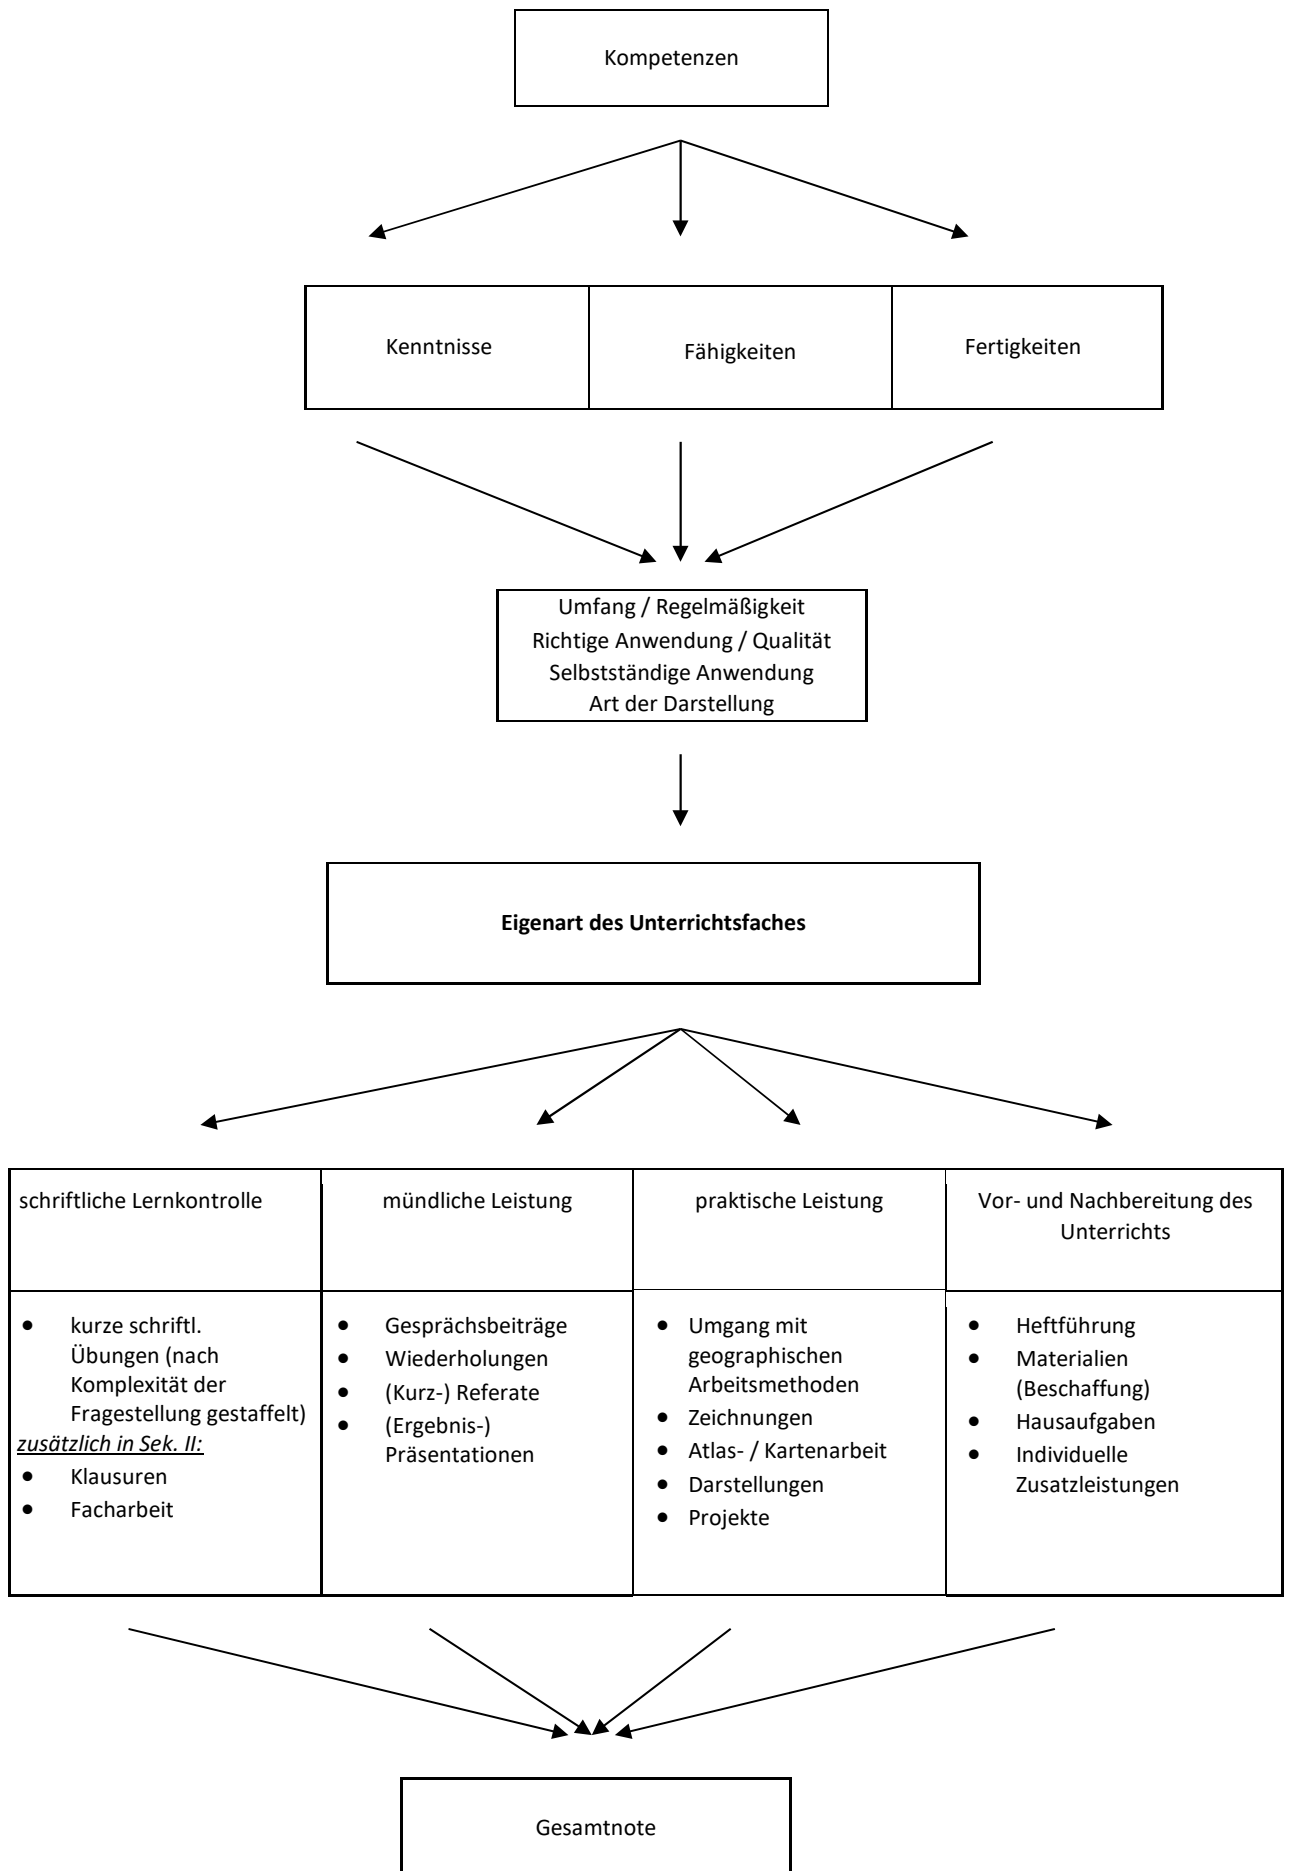 Kompetenzen
Kenntnisse
Fähigkeiten
Fertigkeiten
Umfang / Regelmäßigkeit
Richtige Anwendung / Qualität
Selbstständige Anwendung
Art der Darstellung
Eigenart des Unterrichtsfaches
schriftliche Lernkontrolle
mündliche Leistung
praktische Leistung
Vor- und Nachbereitung des
Unterrichts
• kurze schriftl.
Übungen (nach
Komplexität der
Fragestellung gestaffelt)
zusätzlich in Sek. II:
• Klausuren
• Facharbeit
• Gesprächsbeiträge
• Wiederholungen
• (Kurz-) Referate
• (Ergebnis-)
Präsentationen
• Umgang mit
geographischen
Arbeitsmethoden
• Zeichnungen
• Atlas- / Kartenarbeit
• Darstellungen
• Projekte
• Heftführung
• Materialien
(Beschaffung)
• Hausaufgaben
• Individuelle
Zusatzleistungen
Gesamtnote